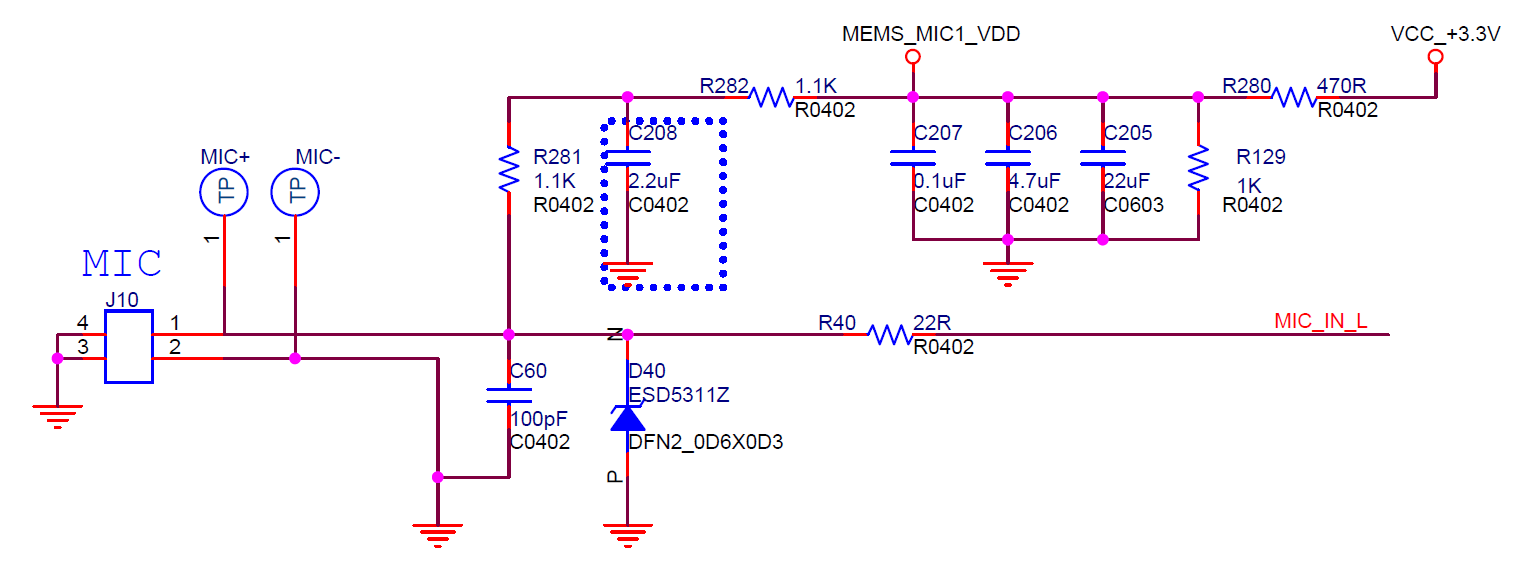 MEMS_MIC1_VDD
VCC_+3.3V
R282
1.1K
R0402
R280
470R
R0402
C208
2.2uF
C0402
C207
0.1uF
C0402
C206
4.7uF
C0402
C205
22uF
C0603
R129
1K
R0402
R281
1.1K
R0402
MIC+
TP
1
MIC-
TP
1
MIC
J10
4
3
1
2
R40
22R
R0402
MIC_IN_L
C60
100pF
C0402
N
D40
ESD5311Z
DFN2_0D6X0D3
P